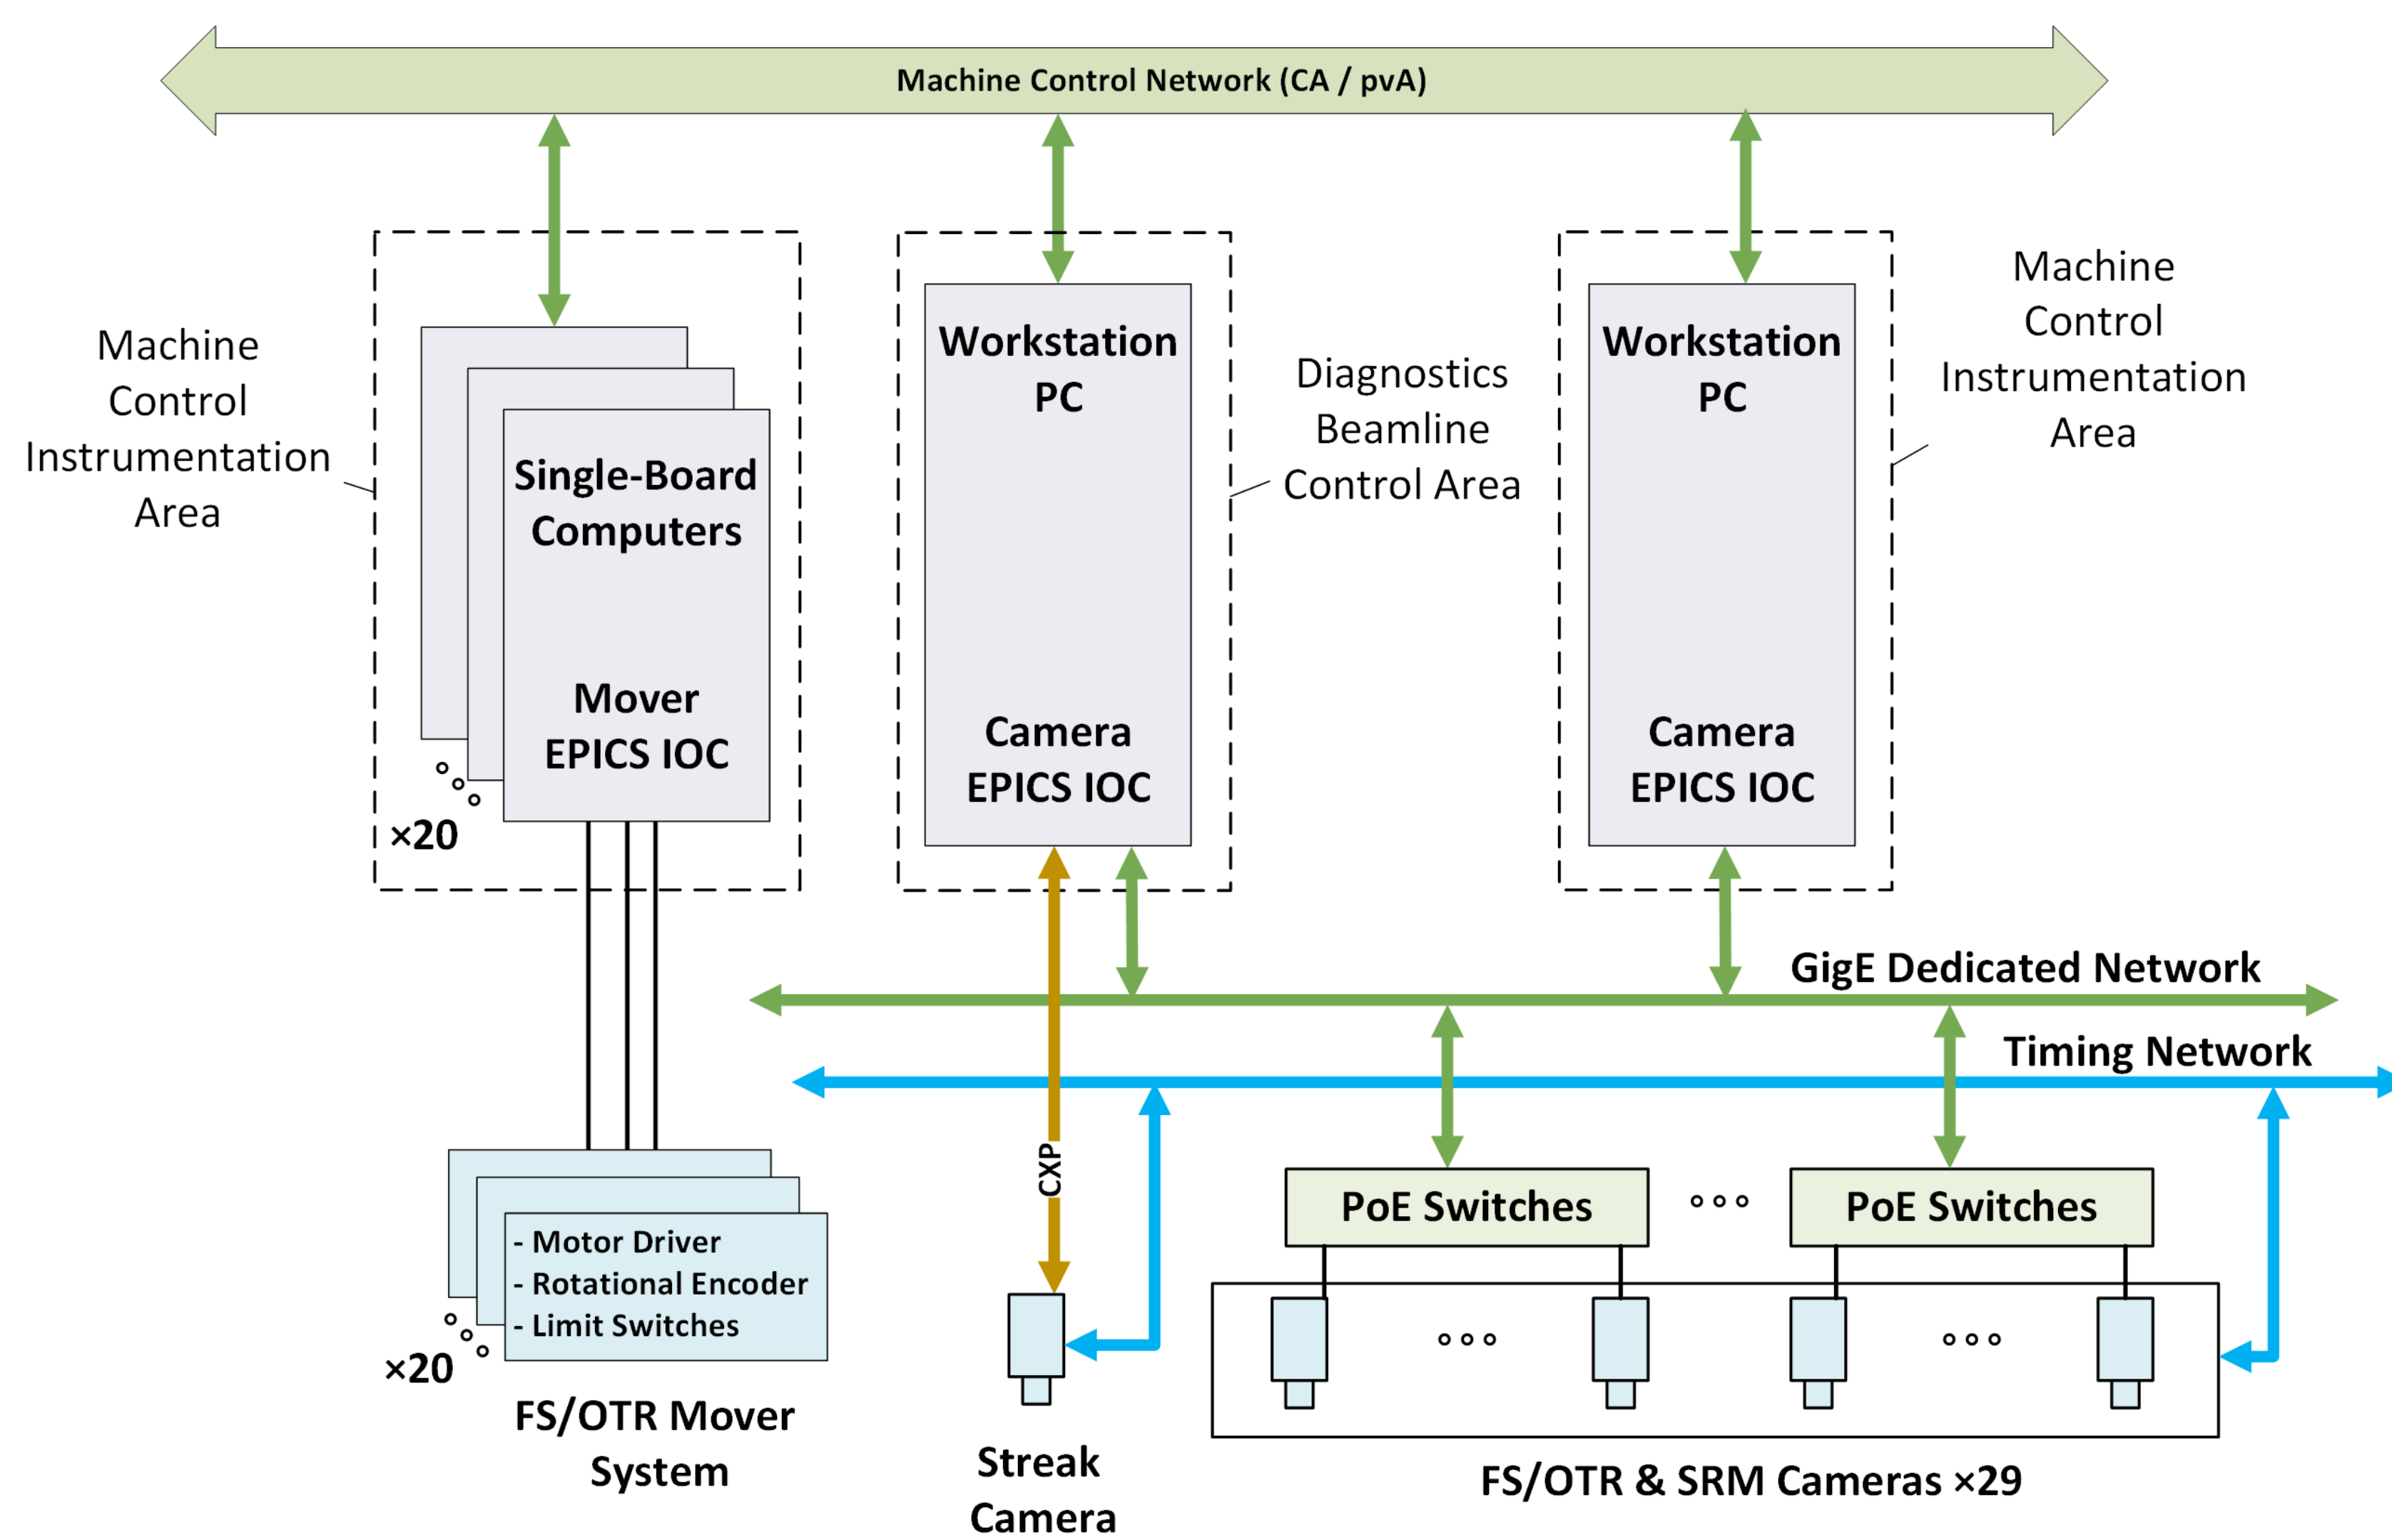 Machine Control Network (CA / pvA)
Machine
Control
Instrumentation
Area
Single-Board
Computers
Mover
EPICS IOC
×20
Workstation
PC
Camera
EPICS IOC
Diagnostics
Beamline
Control Area
Workstation
PC
Camera
EPICS IOC
Machine
Control
Instrumentation
Area
GigE Dedicated Network
Timing Network
CXP
PoE Switches
PoE Switches
- Motor Driver
- Rotational Encoder
- Limit Switches
×20
FS/OTR Mover
System
Streak
Camera
FS/OTR & SRM Cameras ×29